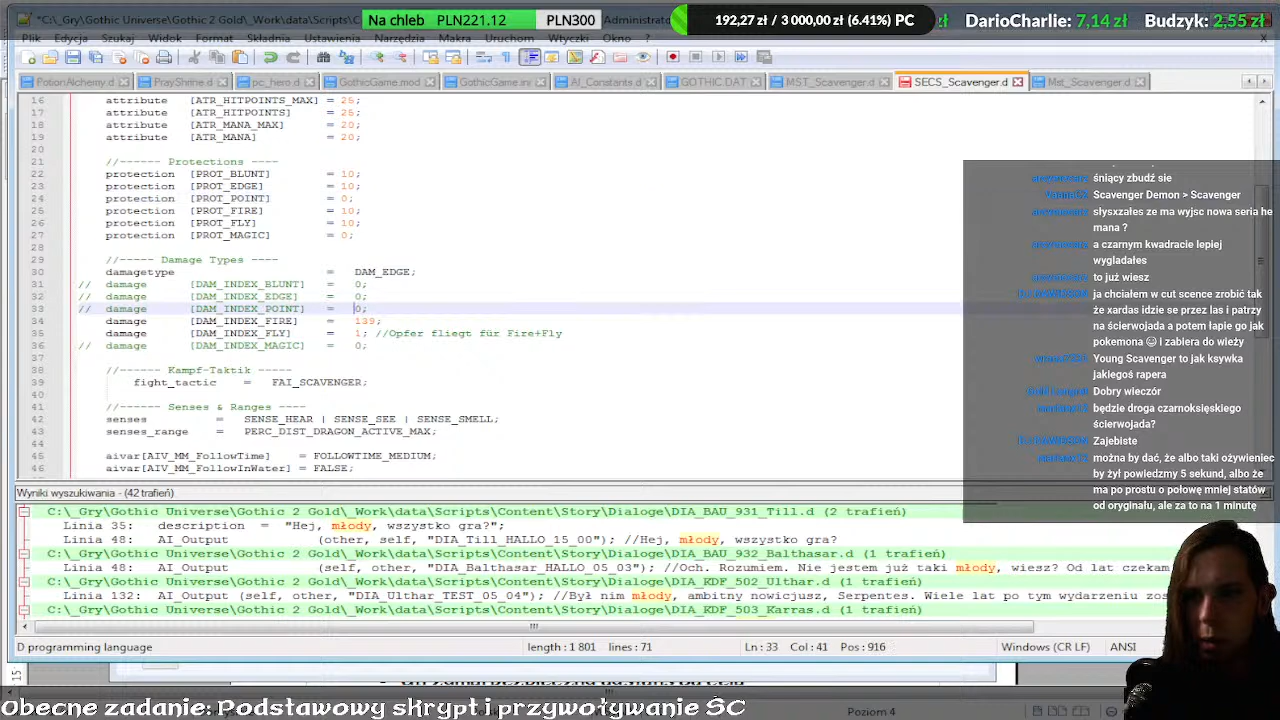 *C:\_Gry\Gothic Universe\Gothic 2 Gold\_Work\data\Scripts\C
Administrato
Na chleb PLN221.12 PLN300
192,27 zł / 3 000,00 zł (6.41%) PC
zł DarioCharlie: 7,14 zł Budzyk: 2,55 zł
Plik Edycja Szukaj Widok Format Składnia Ustawienia Narzędzia Makra Uruchom Wtyczki Okno ?
PotionAlchemy.d PrayShrine.d pc_hero.d GothicGame.mod GothicGame.ini AI_Constants.d GOTHIC.DAT MST_Scavenger.d SECS_Scavenger.d Mst_Scavenger.d
16 attribute [ATR_HITPOINTS_MAX] = 25;
17 attribute [ATR_HITPOINTS] = 25;
18 attribute [ATR_MANA_MAX] = 20;
19 attribute [ATR_MANA] = 20;
20
21 //------ Protections ----
22 protection [PROT_BLUNT] = 10;
23 protection [PROT_EDGE] = 10;
24 protection [PROT_POINT] = 0;
25 protection [PROT_FIRE] = 10;
26 protection [PROT_FLY] = 10;
27 protection [PROT_MAGIC] = 0;
28
29 //----- Damage Types ----
30 damagetype = DAM_EDGE;
31 // damage [DAM_INDEX_BLUNT] = 0;
32 // damage [DAM_INDEX_EDGE] = 0;
33 // damage [DAM_INDEX_POINT] = 0;
34 damage [DAM_INDEX_FIRE] = 139;
35 damage [DAM_INDEX_FLY] = 1; //Opfer fliegt für Fire+Fly
36 // damage [DAM_INDEX_MAGIC] = 0;
37
38 //------ Kampf-Taktik -----
39 fight_tactic = FAI_SCAVENGER;
40
41 //------ Senses & Ranges ----
42 senses = SENSE_HEAR | SENSE_SEE | SENSE_SMELL;
43 senses_range = PERC_DIST_DRAGON_ACTIVE_MAX;
44
45 aivar[AIV_MM_FollowTime] = FOLLOWTIME_MEDIUM;
46 aivar[AIV_MM_FollowInWater] = FALSE;
śniący zbudź sie
Scavenger Demon > Scavenger
słysxzałes ze ma wyjsc nowa seria he
mana ?
a czarnym kwadracie lepiej
wygladałes
to już wiesz
ja chciałem w cut scence zrobić tak
że xardas idzie se przez las i patrzy
na ścierwojada a potem łapie go jak
pokemona 😃 i zabiera do wieży
Young Scavenger to jak ksywka
jakiegoś rapera
Dobry wieczór
będzie droga czarnoksięskiego
ścierwojada?
Zajebiste
można by dać, że albo taki ożywieniec
by żył powiedzmy 5 sekund, albo że
ma po prostu o połowę mniej statów
od oryginału, ale za to na 1 minutę
Wyniki wyszukiwania - (42 trafień)
C:\_Gry\Gothic Universe\Gothic 2 Gold\_Work\data\Scripts\Content\Story\Dialoge\DIA_BAU_931_Till.d (2 trafień)
Linia 35: description = "Hej, młody, wszystko gra?";
Linia 48: AI_Output (other, self, "DIA_Till_HALLO_15_00"); //Hej, młody, wszystko gra?
C:\_Gry\Gothic Universe\Gothic 2 Gold\_Work\data\Scripts\Content\Story\Dialoge\DIA_BAU_932_Balthasar.d (1 trafień)
Linia 48: AI_Output (self, other, "DIA_Balthasar_HALLO_05_03"); //Och. Rozumiem. Nie jestem już taki młody, wiesz? Od lat czekam
C:\_Gry\Gothic Universe\Gothic 2 Gold\_Work\data\Scripts\Content\Story\Dialoge\DIA_KDF_502_Ulthar.d (1 trafień)
Linia 132: AI_Output (self, other, "DIA_Ulthar_TEST_05_04"); //Był nim młody, ambitny nowicjusz, Serpentes. Wiele lat po tym wydarzeniu zos
C:\_Gry\Gothic Universe\Gothic 2 Gold\_Work\data\Scripts\Content\Story\Dialoge\DIA_KDF_503_Karras.d (1 trafień)
D programming language length : 1 801 lines : 71 Ln : 33 Col : 41 Pos : 916 Windows (CR LF) ANSI
Obecne zadanie: Podstawowy skrypt i przywoływanie ŚC
Poziom 4